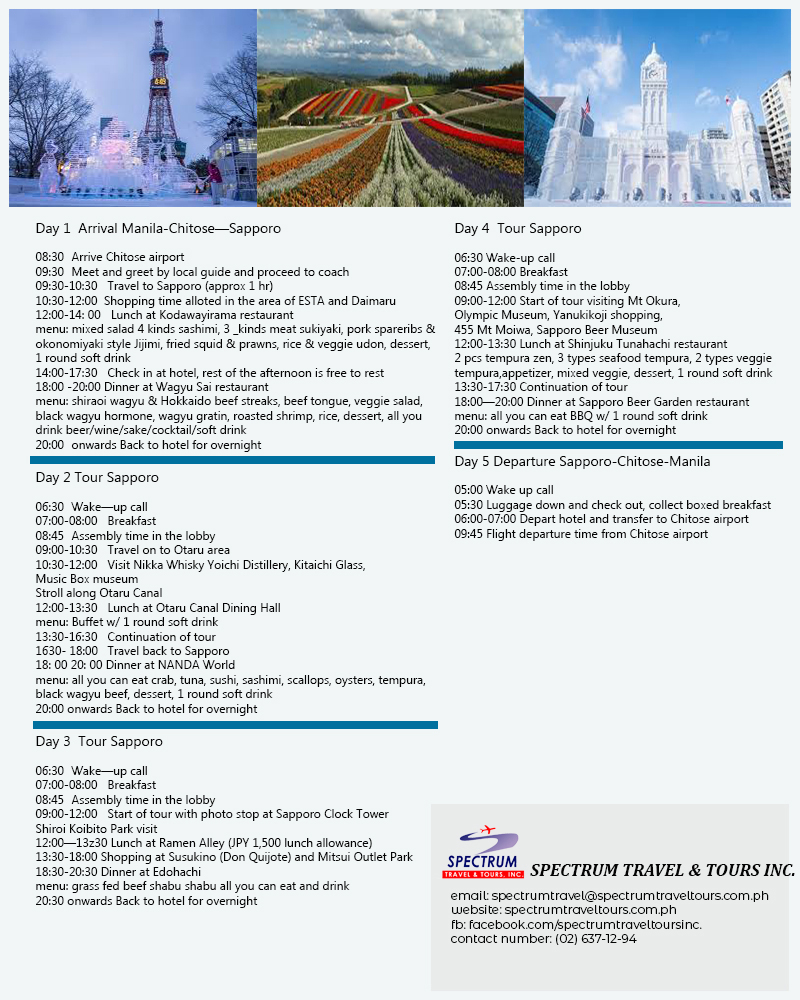 Day 1  Arrival Manila-Chitose—Sapporo
08:30  Arrive Chitose airport
09:30  Meet and greet by local guide and proceed to coach
09:30-10:30   Travel to Sapporo (approx 1 hr)
10:30-12:00  Shopping time alloted in the area of ESTA and Daimaru
12:00-14: 00   Lunch at Kodawayirama restaurant
menu: mixed salad 4 kinds sashimi, 3 _kinds meat sukiyaki, pork spareribs &
okonomiyaki style Jijimi, fried squid & prawns, rice & veggie udon, dessert,
1 round soft drink
14:00-17:30   Check in at hotel, rest of the afternoon is free to rest
18:00 -20:00 Dinner at Wagyu Sai restaurant
menu: shiraoi wagyu & Hokkaido beef streaks, beef tongue, veggie salad,
black wagyu hormone, wagyu gratin, roasted shrimp, rice, dessert, all you
drink beer/wine/sake/cocktail/soft drink
20:00  onwards Back to hotel for overnight
Day 2 Tour Sapporo
06:30  Wake—up call
07:00-08:00   Breakfast
08:45  Assembly time in the lobby
09:00-10:30   Travel on to Otaru area
10:30-12:00   Visit Nikka Whisky Yoichi Distillery, Kitaichi Glass,
Music Box museum
Stroll along Otaru Canal
12:00-13:30   Lunch at Otaru Canal Dining Hall
menu: Buffet w/ 1 round soft drink
13:30-16:30   Continuation of tour
1630- 18:00   Travel back to Sapporo
18: 00 20: 00 Dinner at NANDA World
menu: all you can eat crab, tuna, sushi, sashimi, scallops, oysters, tempura,
black wagyu beef, dessert, 1 round soft drink
20:00 onwards Back to hotel for overnight
Day 3  Tour Sapporo
06:30  Wake—up call
07:00-08:00   Breakfast
08:45  Assembly time in the lobby
09:00-12:00   Start of tour with photo stop at Sapporo Clock Tower
Shiroi Koibito Park visit
12:00—13z30 Lunch at Ramen Alley (JPY 1,500 lunch allowance)
13:30-18:00 Shopping at Susukino (Don Quijote) and Mitsui Outlet Park
18:30-20:30 Dinner at Edohachi
menu: grass fed beef shabu shabu all you can eat and drink
20:30 onwards Back to hotel for overnight
Day 4  Tour Sapporo
06:30 Wake-up call
07:00-08:00 Breakfast
08:45 Assembly time in the lobby
09:00-12:00 Start of tour visiting Mt Okura,
Olympic Museum, Yanukikoji shopping,
455 Mt Moiwa, Sapporo Beer Museum
12:00-13:30 Lunch at Shinjuku Tunahachi restaurant
2 pcs tempura zen, 3 types seafood tempura, 2 types veggie
tempura,appetizer, mixed veggie, dessert, 1 round soft drink
13:30-17:30 Continuation of tour
18:00—20:00 Dinner at Sapporo Beer Garden restaurant
menu: all you can eat BBQ w/ 1 round soft drink
20:00 onwards Back to hotel for overnight
Day 5 Departure Sapporo-Chitose-Manila
05:00 Wake up call
05:30 Luggage down and check out, collect boxed breakfast
06:00-07:00 Depart hotel and transfer to Chitose airport
09:45 Flight departure time from Chitose airport
SPECTRUM
TRAVEL & TOURS, INC.
SPECTRUM TRAVEL & TOURS INC.
email: spectrumtravel@spectrumtraveltours.com.ph
website: spectrumtraveltours.com.ph
fb: facebook.com/spectrumtraveltoursinc.
contact number: (02) 637-12-94